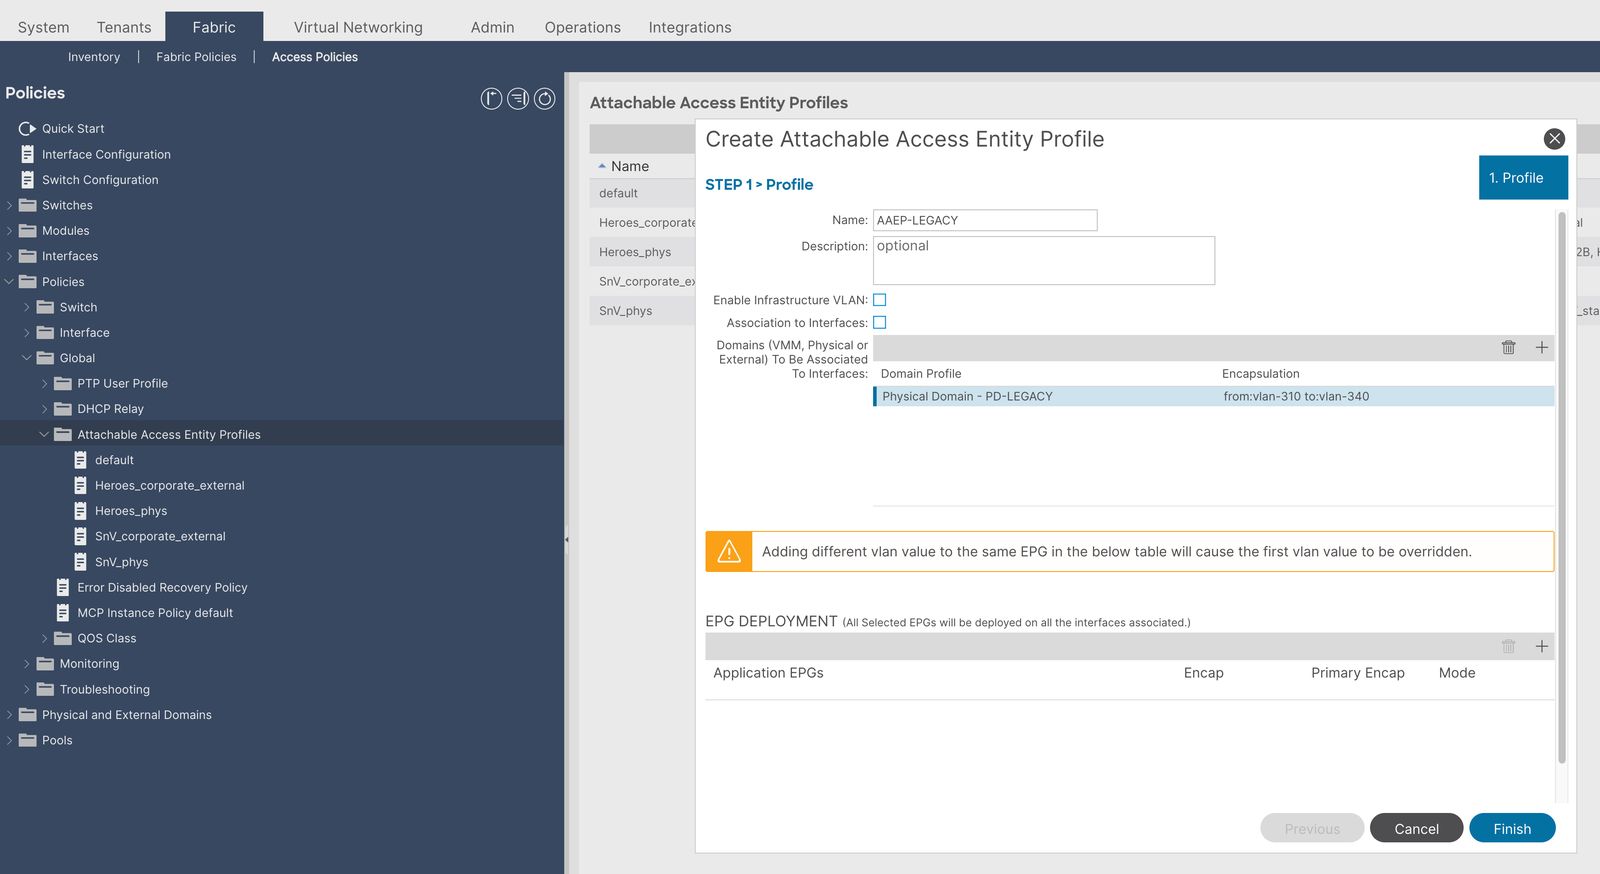 System Tenants Fabric Virtual Networking Admin Operations Integrations
Inventory | Fabric Policies | Access Policies
Policies
Quick Start
Interface Configuration
Switch Configuration
Switches
Modules
Interfaces
Policies
Switch
Interface
Global
PTP User Profile
DHCP Relay
Attachable Access Entity Profiles
default
Heroes_corporate_external
Heroes_phys
SnV_corporate_external
SnV_phys
Error Disabled Recovery Policy
MCP Instance Policy default
QOS Class
Monitoring
Troubleshooting
Physical and External Domains
Pools
Attachable Access Entity Profiles
Name
default
Heroes_corporate
Heroes_phys
SnV_corporate_ex
SnV_phys
al
2B, H
_sta
Create Attachable Access Entity Profile
STEP 1 > Profile
1. Profile
Name: AAEP-LEGACY
Description: optional
Enable Infrastructure VLAN:
Association to Interfaces:
Domains (VMM, Physical or
External) To Be Associated
To Interfaces:
Domain Profile Encapsulation
Physical Domain - PD-LEGACY from:vlan-310 to:vlan-340
Adding different vlan value to the same EPG in the below table will cause the first vlan value to be overridden.
EPG DEPLOYMENT (All Selected EPGs will be deployed on all the interfaces associated.)
Application EPGs Encap Primary Encap Mode
Previous Cancel Finish